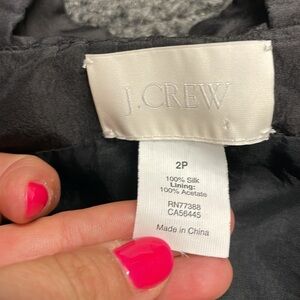 J.CREW
2P
100% Silk
Lining:
100% Acetate
RN77388
CA56445
Made in China